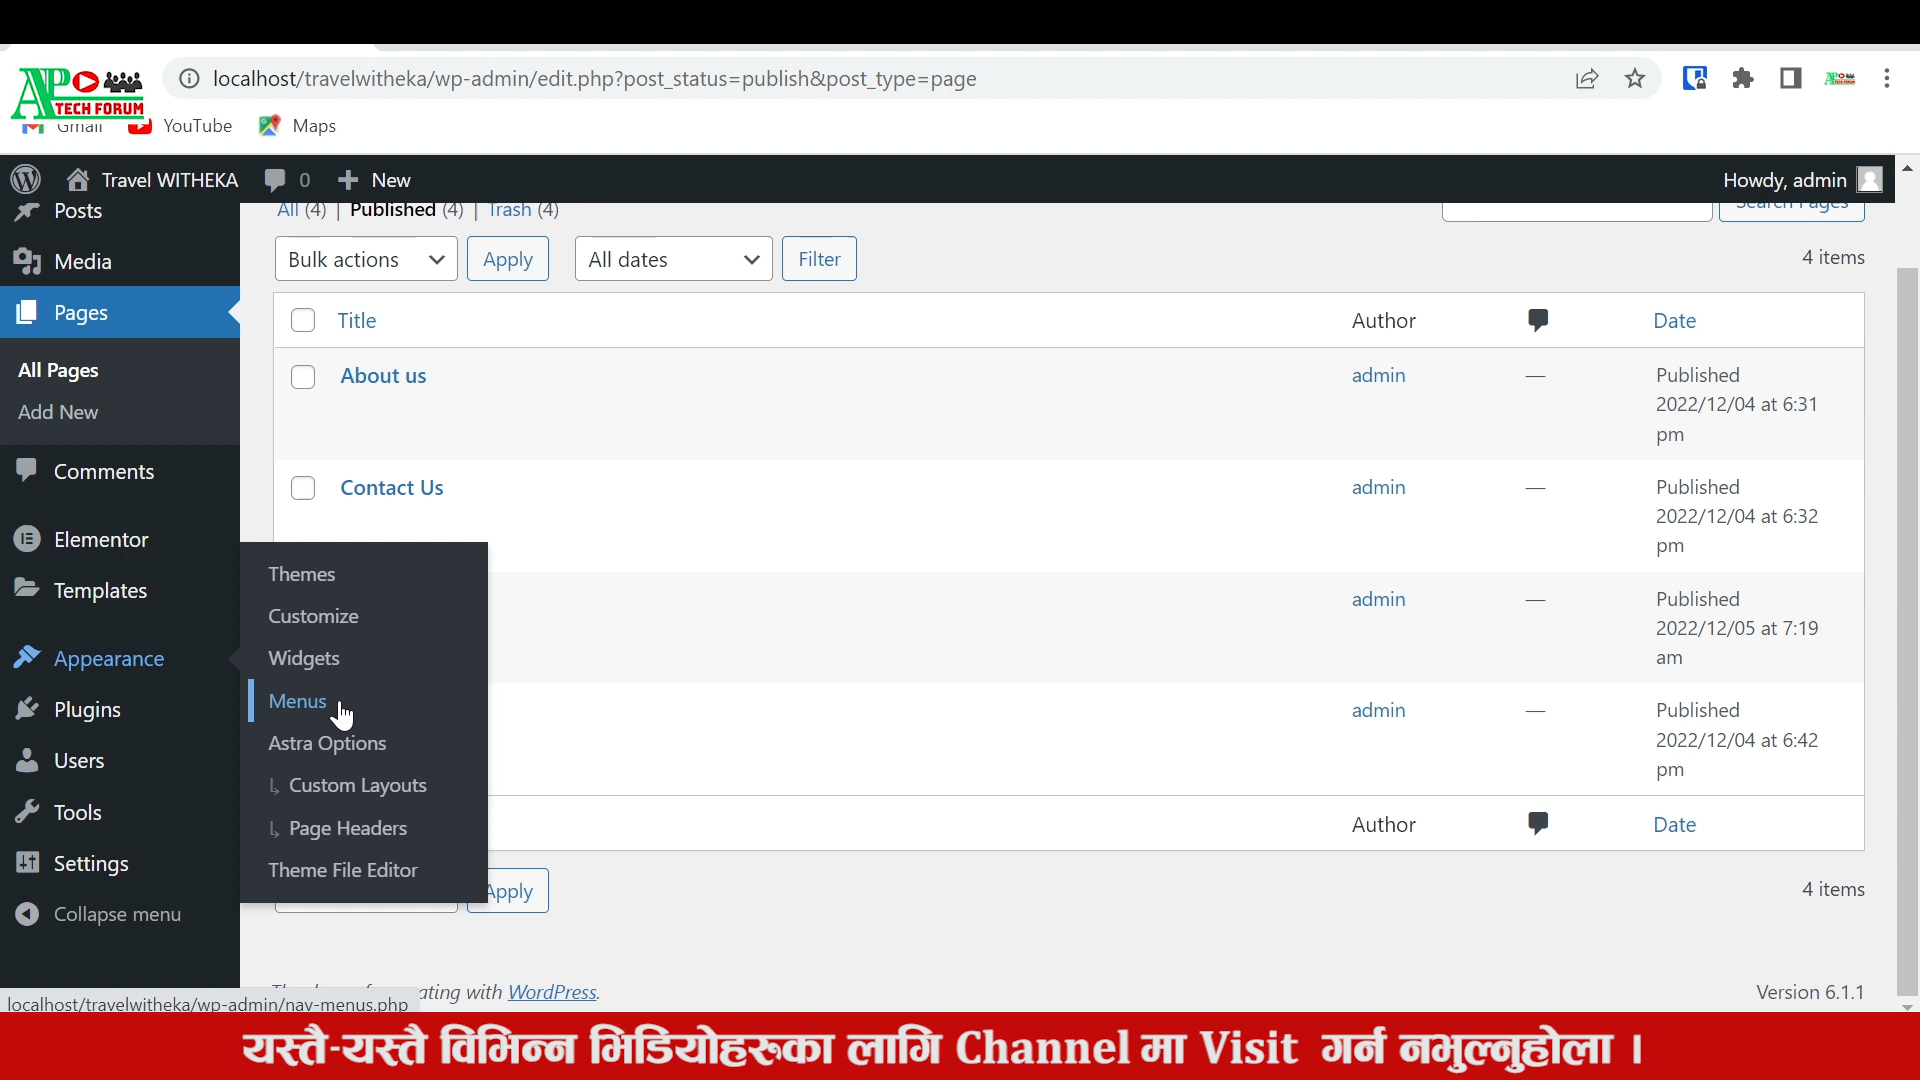 AP
TECH FORUM
localhost/travelwitheka/wp-admin/edit.php?post_status=publish&post_type=page
Gmail
YouTube
Maps
Travel WITHEKA
0
New
Howdy, admin
Posts
Media
Pages
All Pages
Add New
Comments
Elementor
Templates
Appearance
Plugins
Users
Tools
Settings
Collapse menu
Themes
Customize
Widgets
Menus
Astra Options
Custom Layouts
Page Headers
Theme File Editor
All (4) | Published (4) | Trash (4)
Search Pages
Bulk actions
Apply
All dates
Filter
4 items
Title
Author
Date
About us
admin
—
Published
2022/12/04 at 6:31
pm
Contact Us
admin
—
Published
2022/12/04 at 6:32
pm
admin
—
Published
2022/12/05 at 7:19
am
admin
—
Published
2022/12/04 at 6:42
pm
Author
Date
Apply
4 items
ating with WordPress.
Version 6.1.1
localhost/travelwitheka/wp-admin/nav-menus.php
यस्तै-यस्तै विभिन्न भिडियोहरूका लागि Channel मा Visit गर्न नभुल्नुहोला ।